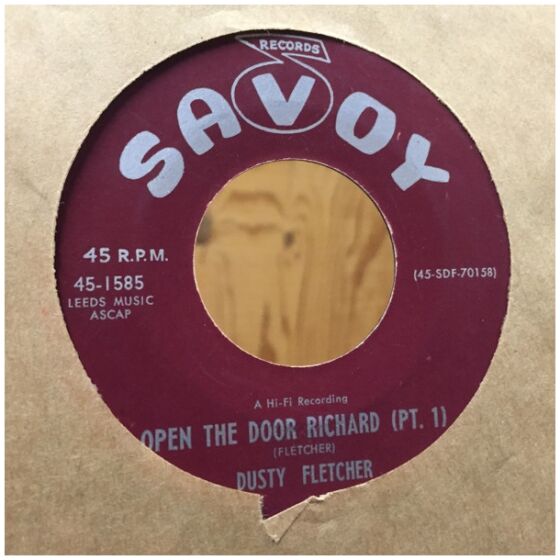 RECORDS
SAVOY
45 R.P.M.
45-1585
LEEDS MUSIC
ASCAP
(45-SDF-70158)
A Hi-Fi Recording
OPEN THE DOOR RICHARD (PT. 1)
(FLETCHER)
DUSTY FLETCHER